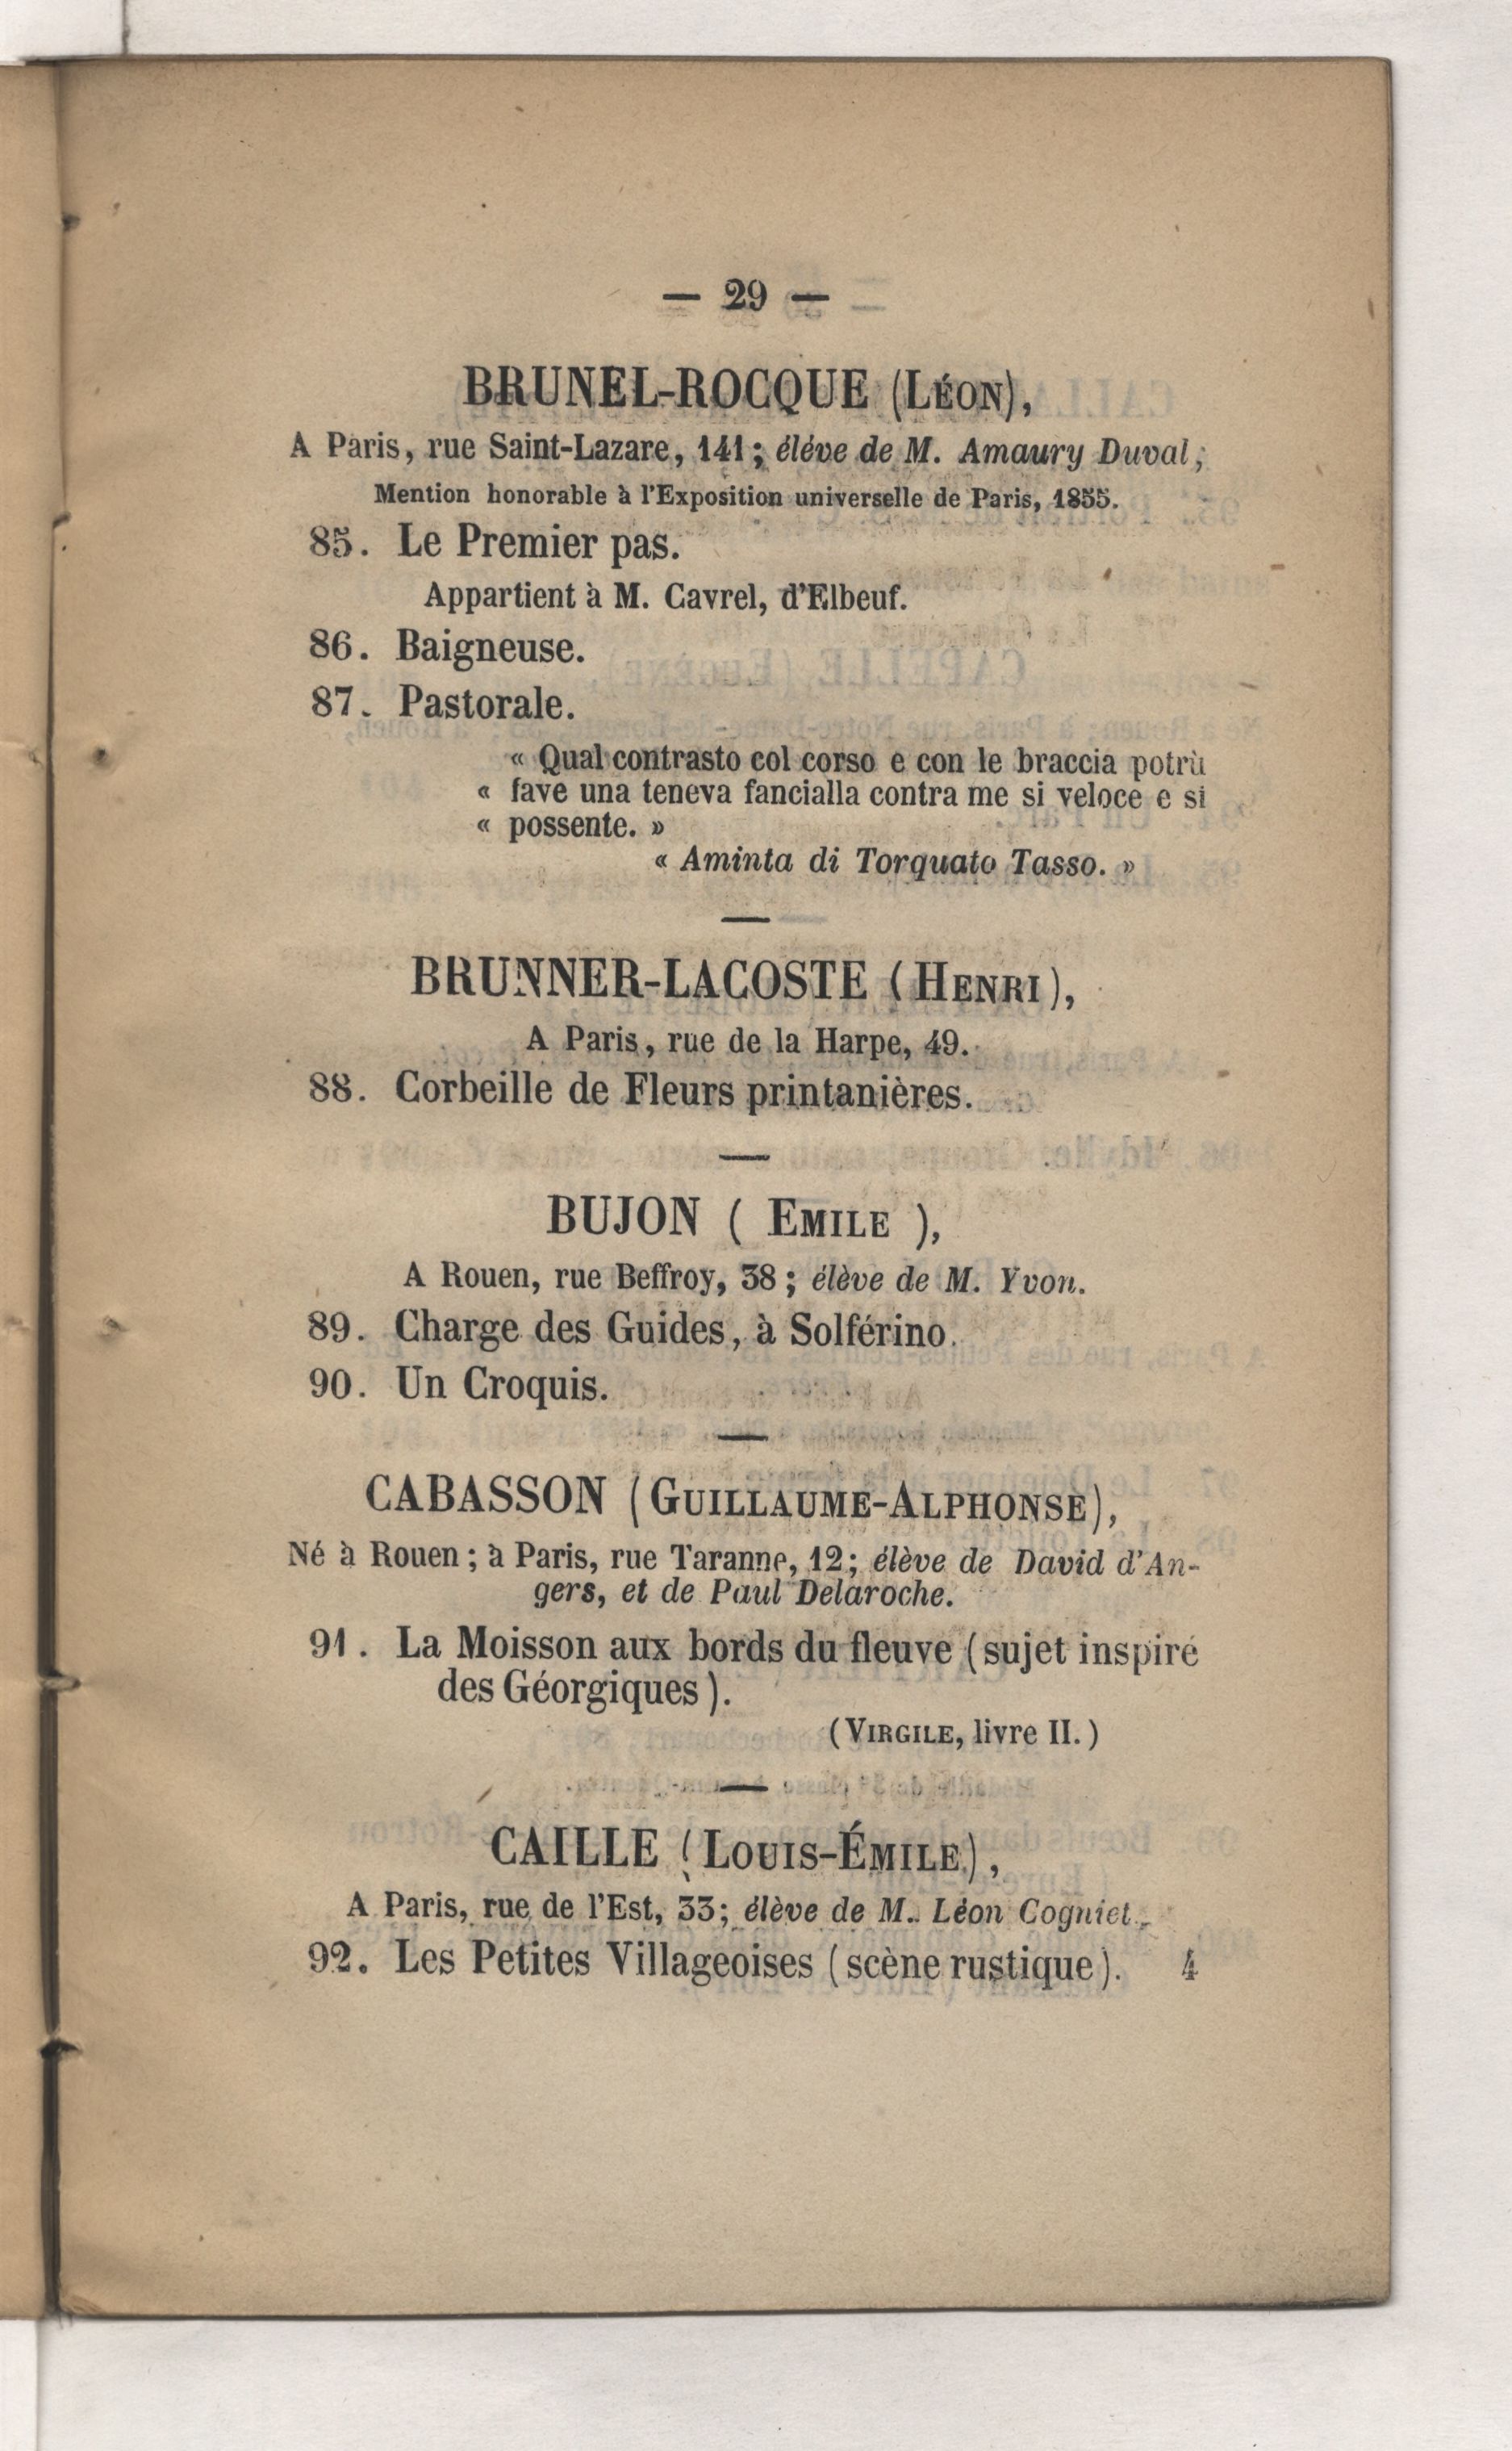 — 29 —
BRUNEL-ROCQUE (LÉON),
A Paris, rue Saint-Lazare, 141; éléve de M. Amaury Duval;
Mention honorable à l'Exposition universelle de Paris, 1855.
85. Le Premier pas.
Appartient à M. Cavrel, d'Elbeuf.
86. Baigneuse.
87. Pastorale.
« Qual contrasto col corso e con le braccia potrù
« fave una teneva fancialla contra me si veloce e si
« possente. »
« Aminta di Torquato Tasso. »
BRUNNER-LACOSTE (HENRI),
A Paris, rue de la Harpe, 49.
88. Corbeille de Fleurs printanières.
BUJON ( EMILE ),
A Rouen, rue Beffroy, 38; élève de M. Yvon.
89. Charge des Guides, à Solférino.
90. Un Croquis.
CABASSON (GUILLAUME-ALPHONSE),
Né à Rouen; à Paris, rue Taranne, 12; élève de David d'An-
gers, et de Paul Delaroche.
91. La Moisson aux bords du fleuve (sujet inspiré
des Géorgiques).
(VIRGILE, livre II.)
CAILLE (LOUIS-ÉMILE),
A Paris, rue de l'Est, 33; élève de M. Léon Cogniet.
92. Les Petites Villageoises (scène rustique). 4